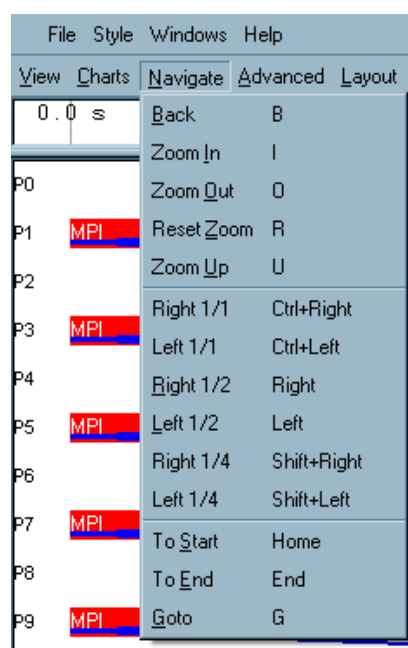 File Style Windows Help
View Charts Navigate Advanced Layout
0.0 s
Back B
Zoom In I
Zoom Out O
Reset Zoom R
Zoom Up U
Right 1/1 Ctrl+Right
Left 1/1 Ctrl+Left
Right 1/2 Right
Left 1/2 Left
Right 1/4 Shift+Right
Left 1/4 Shift+Left
To Start Home
To End End
Goto G
P0
P1 MPI
P2
P3 MPI
P4
P5 MPI
P6
P7 MPI
P8
P9 MPI